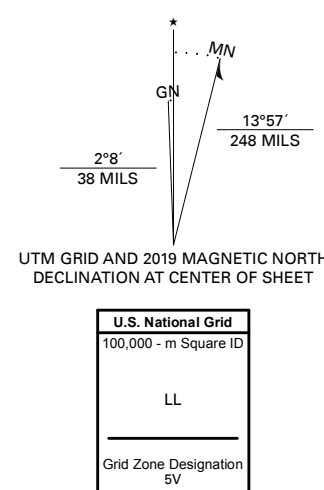 ★
MN
GN
13°57´
248 MILS
2°8´
38 MILS
UTM GRID AND 2019 MAGNETIC NORTH
DECLINATION AT CENTER OF SHEET
U.S. National Grid
100,000 - m Square ID
LL
Grid Zone Designation
5V